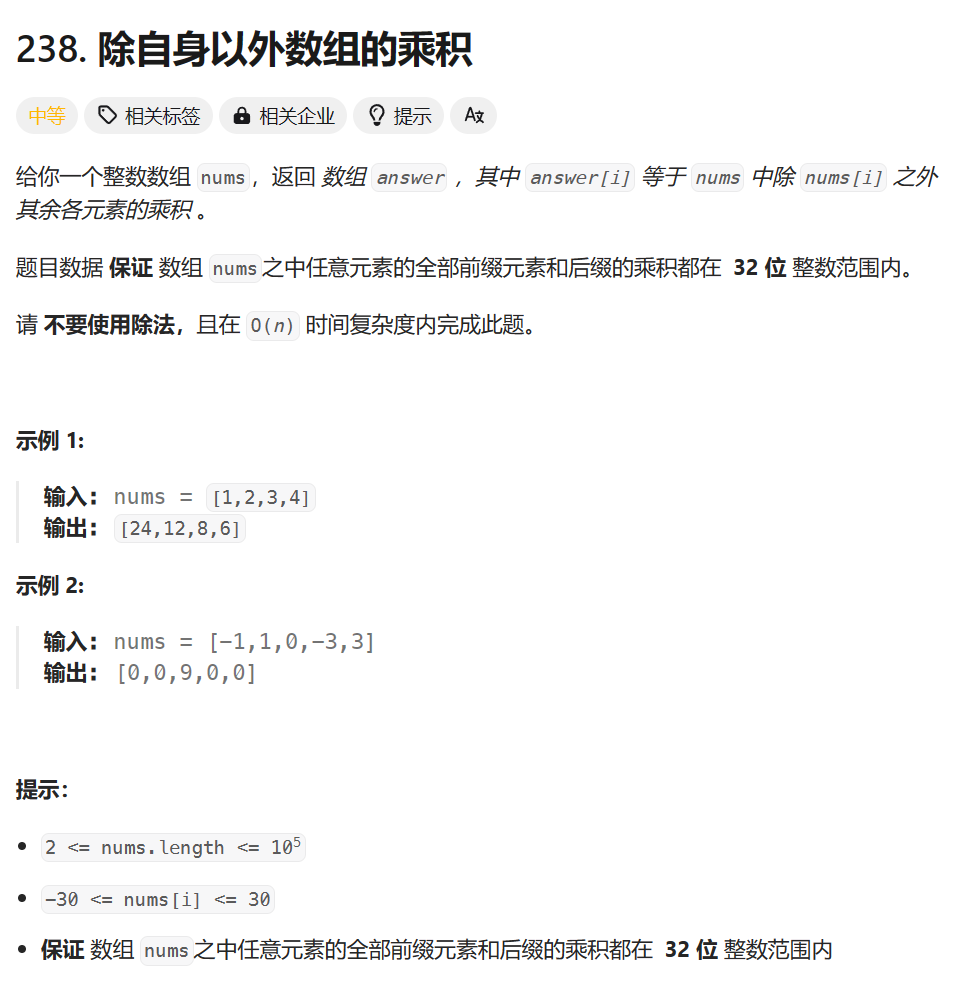 238. 除自身以外数组的乘积
中等 相关标签 相关企业 提示 A文
给你一个整数数组 nums，返回 数组 answer ，其中 answer[i] 等于 nums 中除 nums[i] 之外
其余各元素的乘积 。
题目数据 保证 数组 nums之中任意元素的全部前缀元素和后缀的乘积都在 32 位 整数范围内。
请 不要使用除法，且在 O(n) 时间复杂度内完成此题。
示例 1:
输入: nums = [1,2,3,4]
输出: [24,12,8,6]
示例 2:
输入: nums = [-1,1,0,-3,3]
输出: [0,0,9,0,0]
提示：
• 2 <= nums.length <= 10⁵
• -30 <= nums[i] <= 30
• 保证 数组 nums之中任意元素的全部前缀元素和后缀的乘积都在 32 位 整数范围内